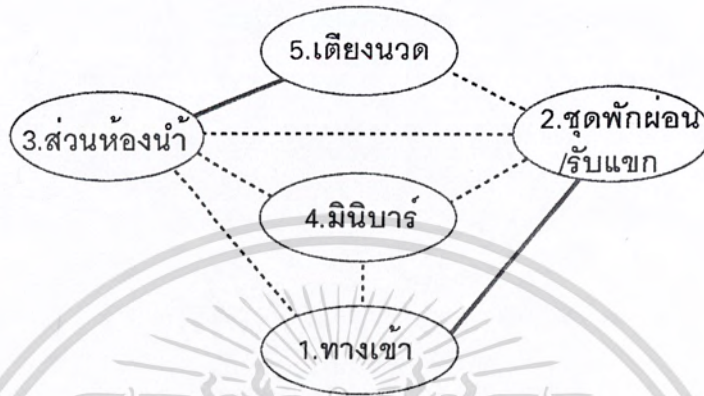 5.เตียงนวด
3.ส่วนห้องน้ำ
2.ชุดพักผ่อน
/รับแขก
4.มินิบาร์
1.ทางเข้า